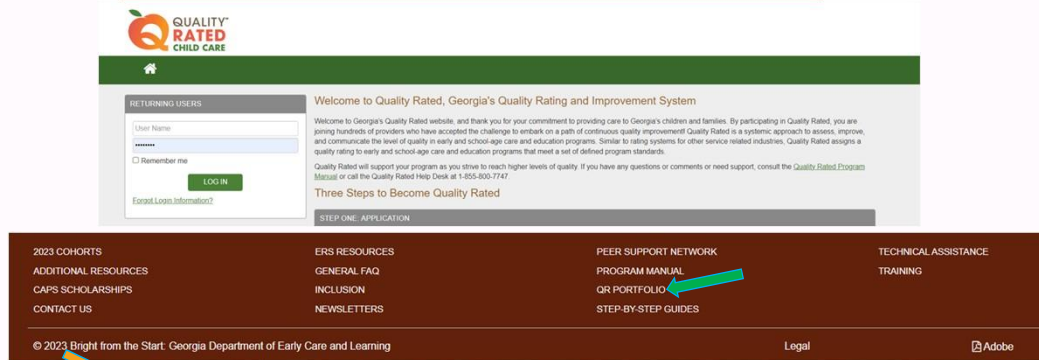 QUALITY™
RATED
CHILD CARE
RETURNING USERS
User Name
••••••••
Remember me
LOG IN
Forgot Login Information?
Welcome to Quality Rated, Georgia's Quality Rating and Improvement System
Welcome to Georgia's Quality Rated website, and thank you for your commitment to providing care to Georgia's children and families. By participating in Quality Rated, you are
joining hundreds of providers who have accepted the challenge to embark on a path of continuous quality improvement! Quality Rated is a systemic approach to assess, improve,
and communicate the level of quality in early and school-age care and education programs. Similar to rating systems for other service related industries, Quality Rated assigns a
quality rating to early and school-age care and education programs that meet a set of defined program standards.
Quality Rated will support your program as you strive to reach higher levels of quality. If you have any questions or comments or need support, consult the Quality Rated Program
Manual or call the Quality Rated Help Desk at 1-855-800-7747.
Three Steps to Become Quality Rated
STEP ONE: APPLICATION
2023 COHORTS
ADDITIONAL RESOURCES
CAPS SCHOLARSHIPS
CONTACT US
ERS RESOURCES
GENERAL FAQ
INCLUSION
NEWSLETTERS
PEER SUPPORT NETWORK
PROGRAM MANUAL
QR PORTFOLIO
STEP-BY-STEP GUIDES
TECHNICAL ASSISTANCE
TRAINING
© 2023 Bright from the Start: Georgia Department of Early Care and Learning
Legal
Adobe